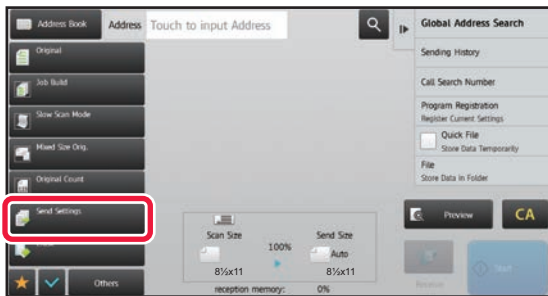 Address Book
Address
Touch to input Address
Global Address Search
Original
Sending History
Job Build
Call Search Number
Slow Scan Mode
Program Registration
Register Current Settings
Mixed Size Orig.
Quick File
Store Data Temporarily
Original Count
File
Store Data in Folder
Send Settings
Preview
CA
Scan Size
100%
Send Size
Auto
8½x11
8½x11
Others
reception memory:
0%
Start